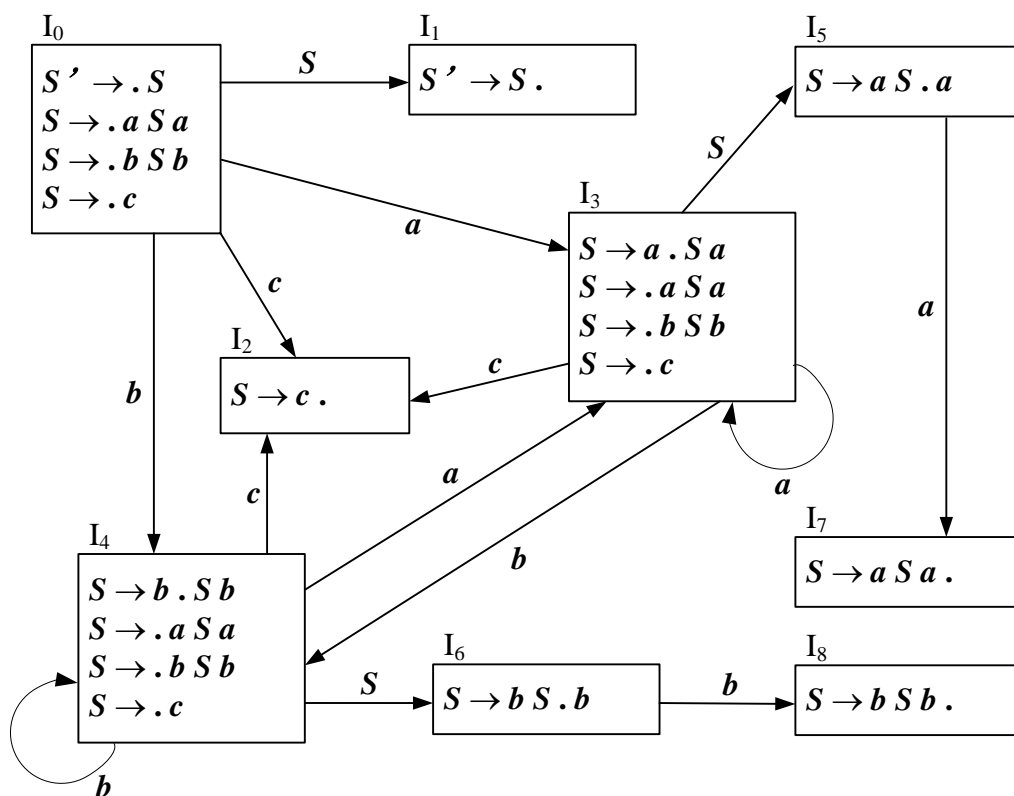 I₀
S' → . S
S → . a S a
S → . b S b
S → . c
S
I₁
S' → S .
I₅
S → a S . a
S
a
I₃
S → a . S a
S → . a S a
S → . b S b
S → . c
c
a
I₂
S → c .
c
b
c
a
a
b
I₇
S → a S a .
I₄
S → b . S b
S → . a S a
S → . b S b
S → . c
S
I₆
S → b S . b
b
I₈
S → b S b .
b